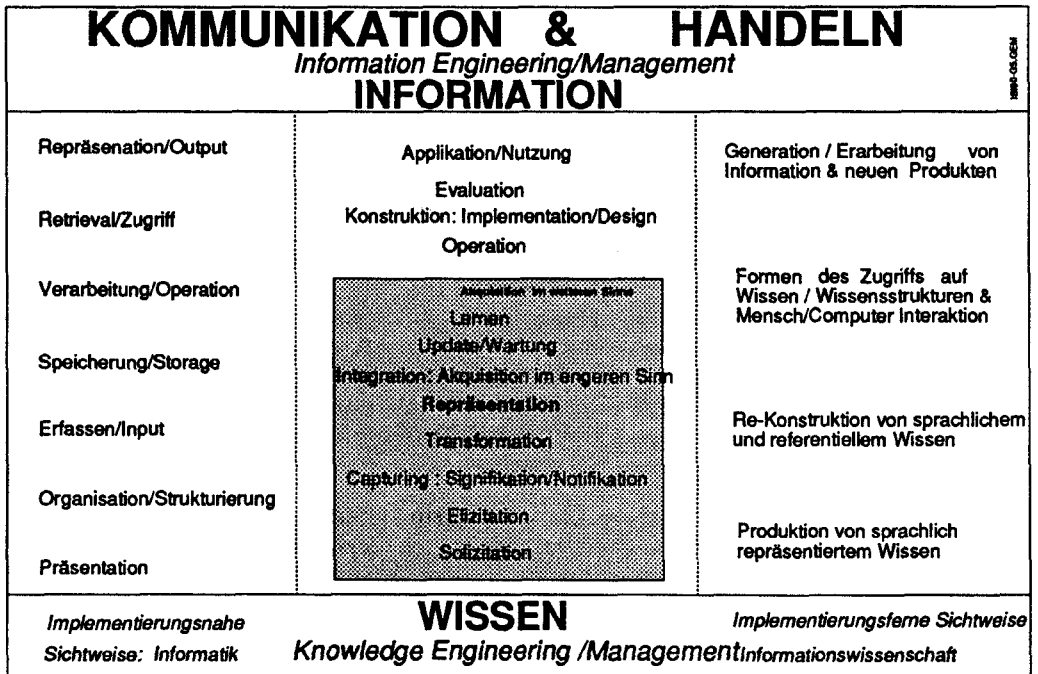 KOMMUNIKATION & HANDELN
Information Engineering/Management
INFORMATION
Repräsenation/Output
Retrieval/Zugriff
Verarbeitung/Operation
Speicherung/Storage
Erfassen/Input
Organisation/Strukturierung
Präsentation
Applikation/Nutzung
Evaluation
Konstruktion: Implementation/Design
Operation
Akquisition im weiteren Sinne
Lernen
Update/Wartung
Integration: Akquisition im engeren Sinn
Repräsentation
Transformation
Capturing : Signifikation/Notifikation
Elizitation
Solizitation
Generation / Erarbeitung von
Information & neuen Produkten
Formen des Zugriffs auf
Wissen / Wissensstrukturen &
Mensch/Computer Interaktion
Re-Konstruktion von sprachlichem
und referentiellem Wissen
Produktion von sprachlich
repräsentiertem Wissen
Implementierungsnahe
Sichtweise: Informatik
WISSEN
Knowledge Engineering /Management
Implementierungsferne Sichtweise
Informationswissenschaft